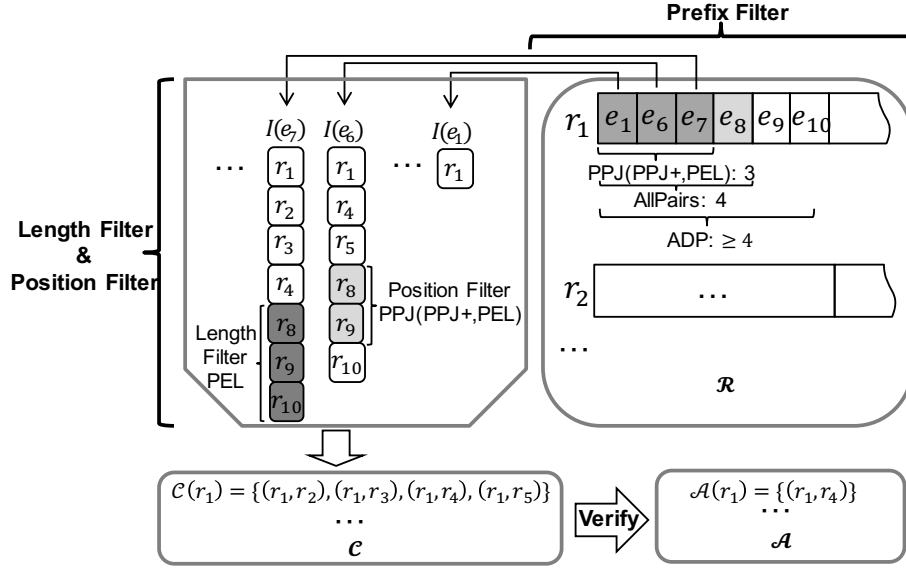 Prefix Filter
I(e7) I(e6) I(e1)
... r1 r1 ... r1
r2 r4
r3 r5
r4 r8
r8 r9
r9 r10
r10
Length Filter
&
Position Filter
Position Filter
PPJ(PPJ+,PEL)
Length
Filter
PEL
r1 e1 e6 e7 e8 e9 e10
PPJ(PPJ+,PEL): 3
AllPairs: 4
ADP: ≥ 4
r2 ...
...
ℛ
𝒞(r1) = {(r1,r2),(r1,r3),(r1,r4),(r1,r5)}
...
𝒞
Verify
𝒜(r1) = {(r1,r4)}
...
𝒜